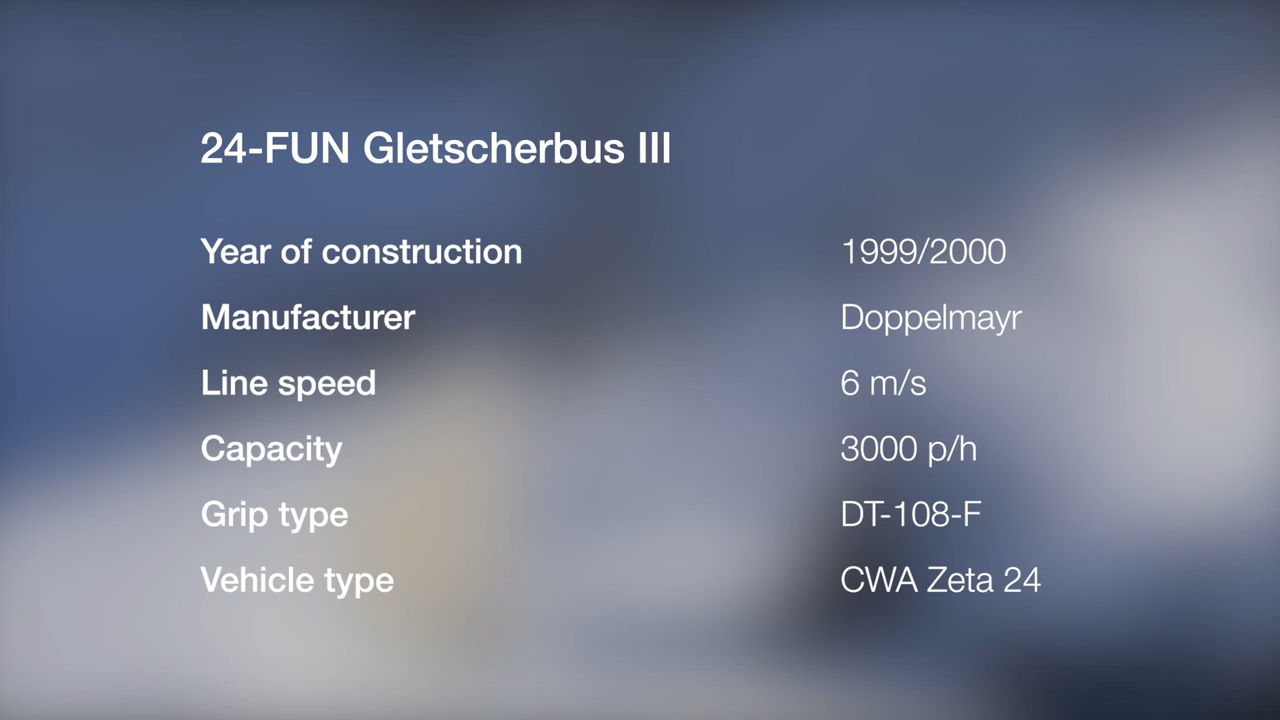 24-FUN Gletscherbus III
Year of construction 1999/2000
Manufacturer Doppelmayr
Line speed 6 m/s
Capacity 3000 p/h
Grip type DT-108-F
Vehicle type CWA Zeta 24